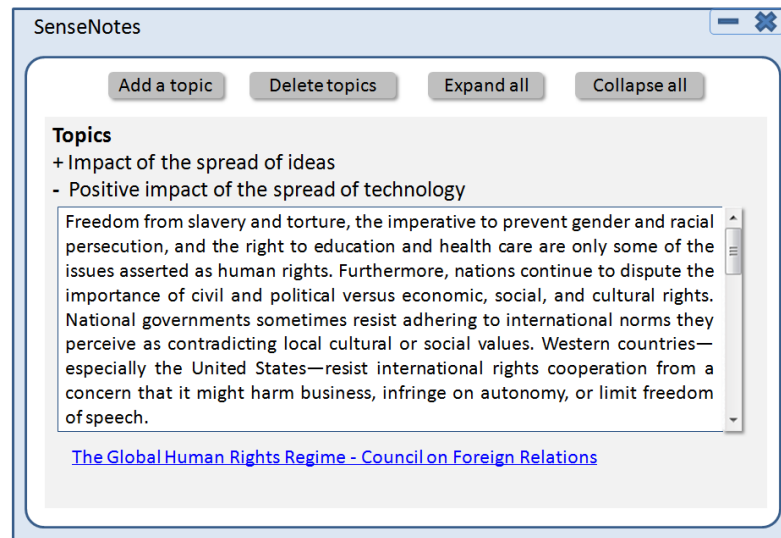 SenseNotes
Add a topic Delete topics Expand all Collapse all
Topics
+ Impact of the spread of ideas
- Positive impact of the spread of technology
Freedom from slavery and torture, the imperative to prevent gender and racial
persecution, and the right to education and health care are only some of the
issues asserted as human rights. Furthermore, nations continue to dispute the
importance of civil and political versus economic, social, and cultural rights.
National governments sometimes resist adhering to international norms they
perceive as contradicting local cultural or social values. Western countries—
especially the United States—resist international rights cooperation from a
concern that it might harm business, infringe on autonomy, or limit freedom
of speech.
The Global Human Rights Regime - Council on Foreign Relations